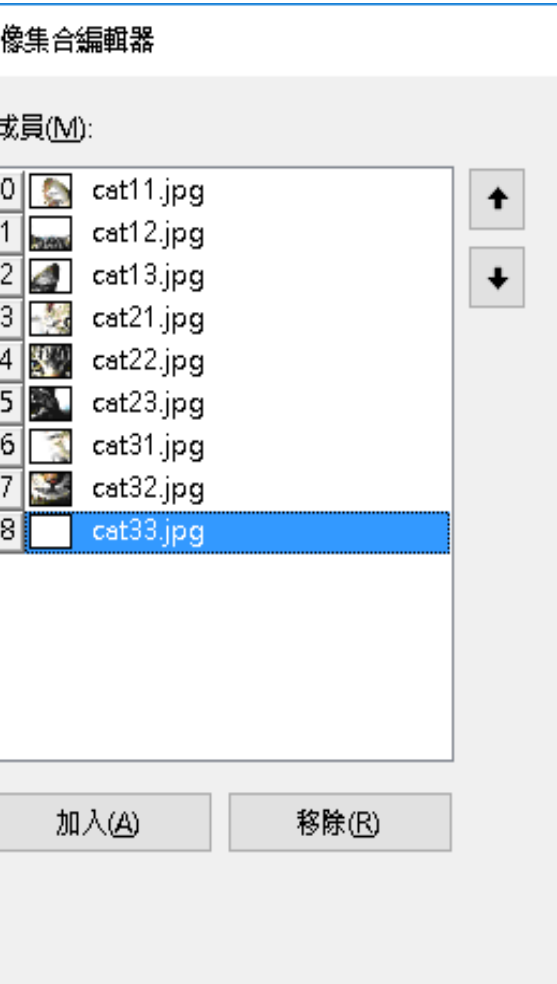 像集合編輯器
成員(M):
0 cat11.jpg
1 cat12.jpg
2 cat13.jpg
3 cat21.jpg
4 cat22.jpg
5 cat23.jpg
6 cat31.jpg
7 cat32.jpg
8 cat33.jpg
加入(A) 移除(R)